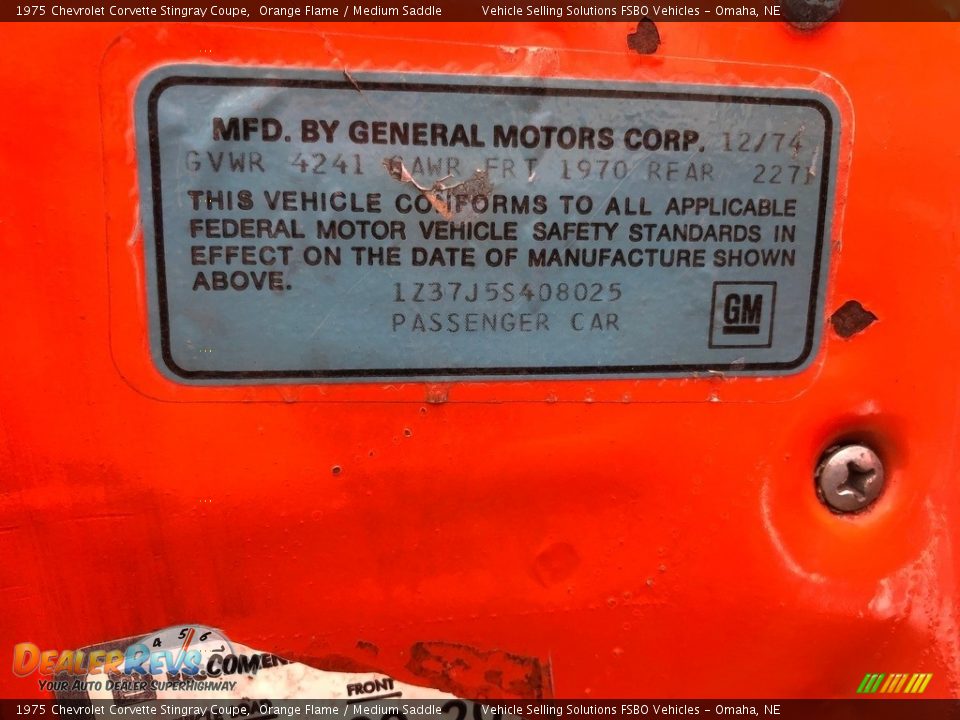 1975 Chevrolet Corvette Stingray Coupe, Orange Flame / Medium Saddle Vehicle Selling Solutions FSBO Vehicles - Omaha, NE
MFD. BY GENERAL MOTORS CORP. 12/74
GVWR 4241 GAWR FRT 1970 REAR 2271
THIS VEHICLE CONFORMS TO ALL APPLICABLE
FEDERAL MOTOR VEHICLE SAFETY STANDARDS IN
EFFECT ON THE DATE OF MANUFACTURE SHOWN
ABOVE.
1Z37J5S408025
PASSENGER CAR
GM
4 5 6
DEALERREVS.COM
YOUR AUTO DEALER SUPERHIGHWAY
FRONT
1975 Chevrolet Corvette Stingray Coupe, Orange Flame / Medium Saddle Vehicle Selling Solutions FSBO Vehicles - Omaha, NE